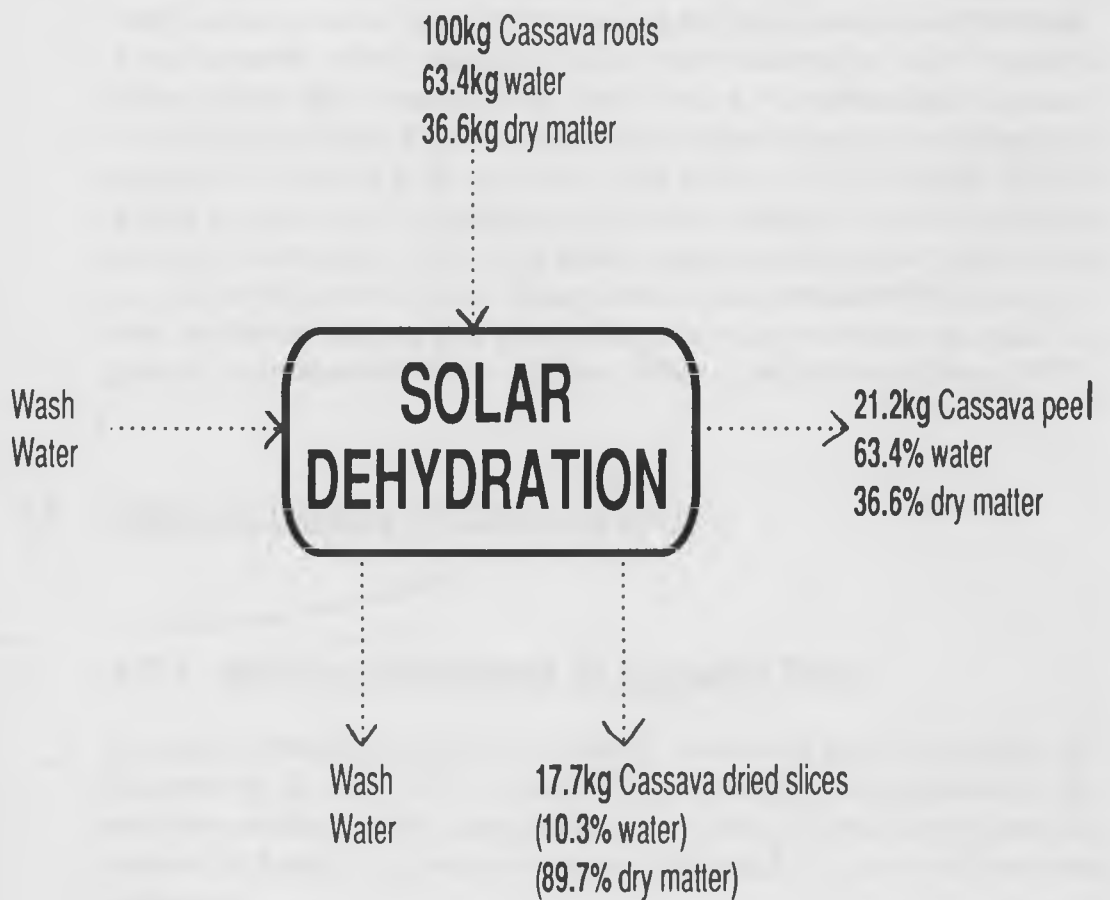 100kg Cassava roots
63.4kg water
36.6kg dry matter
Wash
Water
SOLAR
DEHYDRATION
21.2kg Cassava peel
63.4% water
36.6% dry matter
Wash
Water
17.7kg Cassava dried slices
(10.3% water)
(89.7% dry matter)